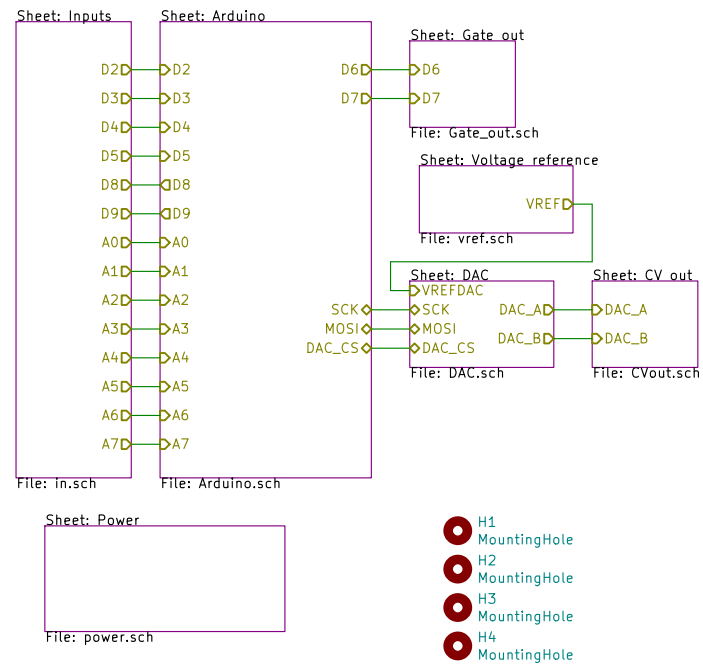 Sheet: Inputs
D2
D3
D4
D5
D8
D9
A0
A1
A2
A3
A4
A5
A6
A7
File: in.sch
Sheet: Arduino
D2
D3
D4
D5
D8
D9
A0
A1
A2
A3
A4
A5
A6
A7
D6
D7
SCK
MOSI
DAC_CS
File: Arduino.sch
Sheet: Gate out
D6
D7
File: Gate_out.sch
Sheet: Voltage reference
VREF
File: vref.sch
Sheet: DAC
VREFDAC
SCK
MOSI
DAC_CS
DAC_A
DAC_B
File: DAC.sch
Sheet: CV out
DAC_A
DAC_B
File: CVout.sch
Sheet: Power
File: power.sch
H1
MountingHole
H2
MountingHole
H3
MountingHole
H4
MountingHole